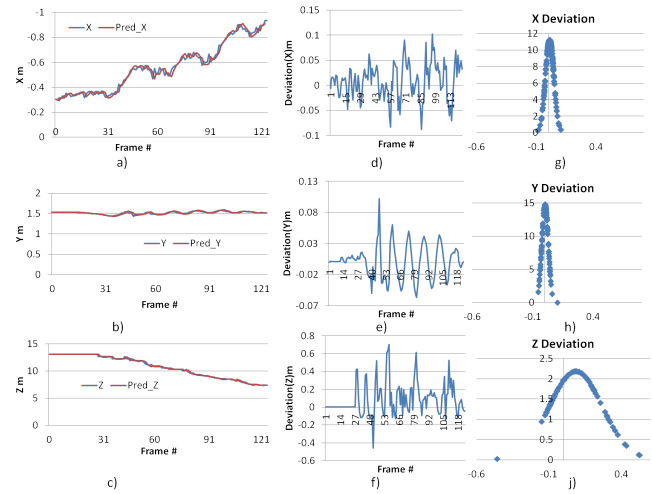 X m
-1
-0.8
-0.6
-0.4
-0.2
0
X Pred_X
0 31 61 91 121
Frame #
a)
Deviation(X)m
0.15
0.1
0.05
0
-0.05
-0.1
1 15 29 43 57 71 85 99 113
d)
X Deviation
12
10
8
6
4
2
0
-0.6 -0.1 0.4
g)
Y m
2
1.5
1
0.5
0
Y Pred_Y
0 31 61 91 121
Frame #
b)
Deviation(Y)m
0.13
0.08
0.03
-0.02
-0.07
1 14 27 40 53 66 79 92 105 118
e)
Y Deviation
15
10
5
0
-0.6 -0.1 0.4
h)
Z m
15
10
5
0
Z Pred_Z
0 31 61 91 121
Frame #
c)
Deviation(Z)m
0.8
0.6
0.4
0.2
0
-0.2
-0.4
-0.6
1 14 27 40 53 66 79 92 105 118
Frame #
f)
Z Deviation
2.5
2
1.5
1
0.5
0
-0.6 -0.1 0.4
j)